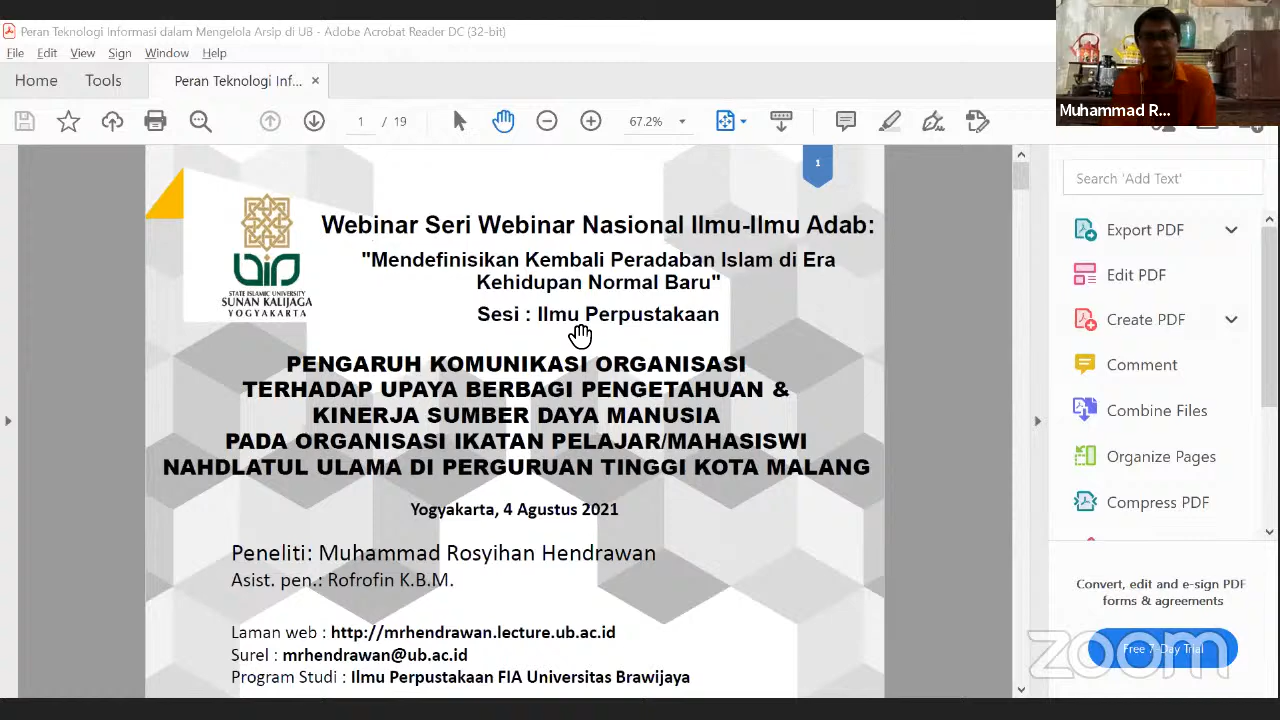 Peran Teknologi Informasi dalam Mengelola Arsip di UB - Adobe Acrobat Reader DC (32-bit)
File Edit View Sign Window Help
Home Tools Peran Teknologi Inf... ×
1 / 19 67.2%
Muhammad R...
1
Webinar Seri Webinar Nasional Ilmu-Ilmu Adab:
"Mendefinisikan Kembali Peradaban Islam di Era
Kehidupan Normal Baru"
Sesi : Ilmu Perpustakaan
STATE ISLAMIC UNIVERSITY
SUNAN KALIJAGA
YOGYAKARTA
PENGARUH KOMUNIKASI ORGANISASI
TERHADAP UPAYA BERBAGI PENGETAHUAN &
KINERJA SUMBER DAYA MANUSIA
PADA ORGANISASI IKATAN PELAJAR/MAHASISWI
NAHDLATUL ULAMA DI PERGURUAN TINGGI KOTA MALANG
Yogyakarta, 4 Agustus 2021
Peneliti: Muhammad Rosyihan Hendrawan
Asist. pen.: Rofrofin K.B.M.
Laman web : http://mrhendrawan.lecture.ub.ac.id
Surel : mrhendrawan@ub.ac.id
Program Studi : Ilmu Perpustakaan FIA Universitas Brawijaya
Search 'Add Text'
Export PDF
Edit PDF
Create PDF
Comment
Combine Files
Organize Pages
Compress PDF
Convert, edit and e-sign PDF
forms & agreements
Free 7-Day Trial
zoom